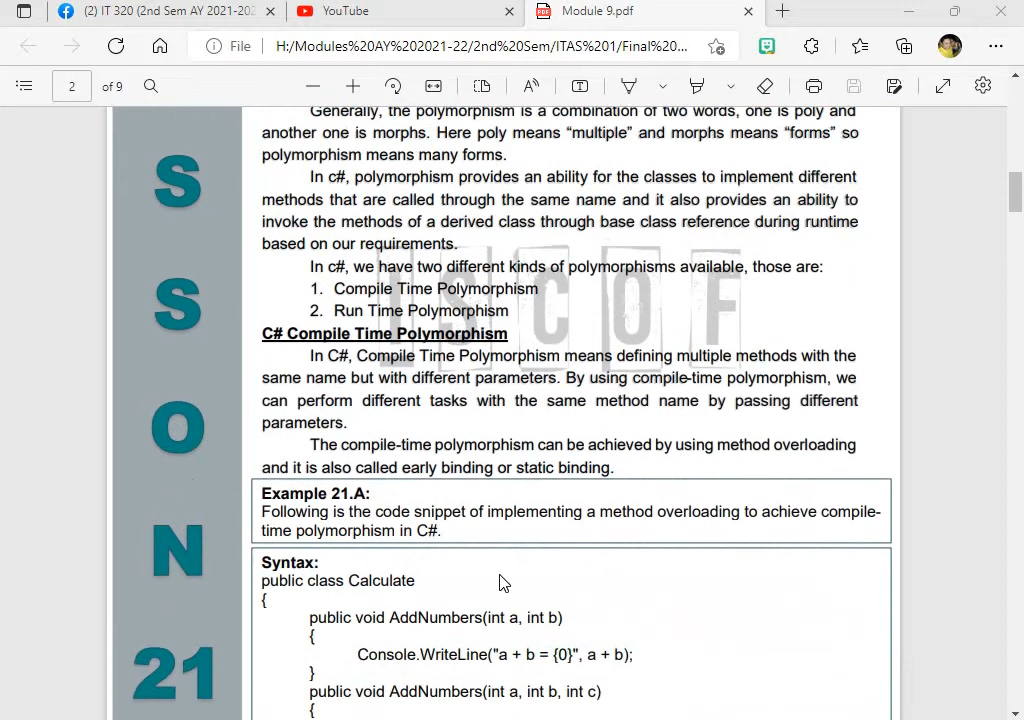 (2) IT 320 (2nd Sem AY 2021-202
YouTube
Module 9.pdf
File
H:/Modules%20AY%202021-22/2nd%20Sem/ITAS%201/Final%20...
2 of 9
Generally, the polymorphism is a combination of two words, one is poly and
another one is morphs. Here poly means “multiple” and morphs means “forms” so
polymorphism means many forms.
In c#, polymorphism provides an ability for the classes to implement different
methods that are called through the same name and it also provides an ability to
invoke the methods of a derived class through base class reference during runtime
based on our requirements.
In c#, we have two different kinds of polymorphisms available, those are:
1. Compile Time Polymorphism
2. Run Time Polymorphism
C# Compile Time Polymorphism
In C#, Compile Time Polymorphism means defining multiple methods with the
same name but with different parameters. By using compile-time polymorphism, we
can perform different tasks with the same method name by passing different
parameters.
The compile-time polymorphism can be achieved by using method overloading
and it is also called early binding or static binding.
Example 21.A:
Following is the code snippet of implementing a method overloading to achieve compile-
time polymorphism in C#.
Syntax:
public class Calculate
{
public void AddNumbers(int a, int b)
{
Console.WriteLine("a + b = {0}", a + b);
}
public void AddNumbers(int a, int b, int c)
{
S
S
O
N
21
ISCOF